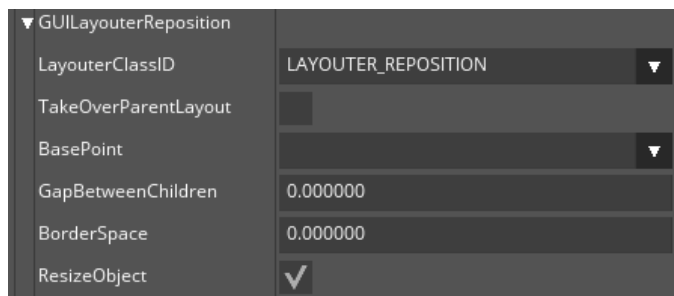 GUILayouterReposition
LayouterClassID LAYOUTER_REPOSITION
TakeOverParentLayout
BasePoint
GapBetweenChildren 0.000000
BorderSpace 0.000000
ResizeObject